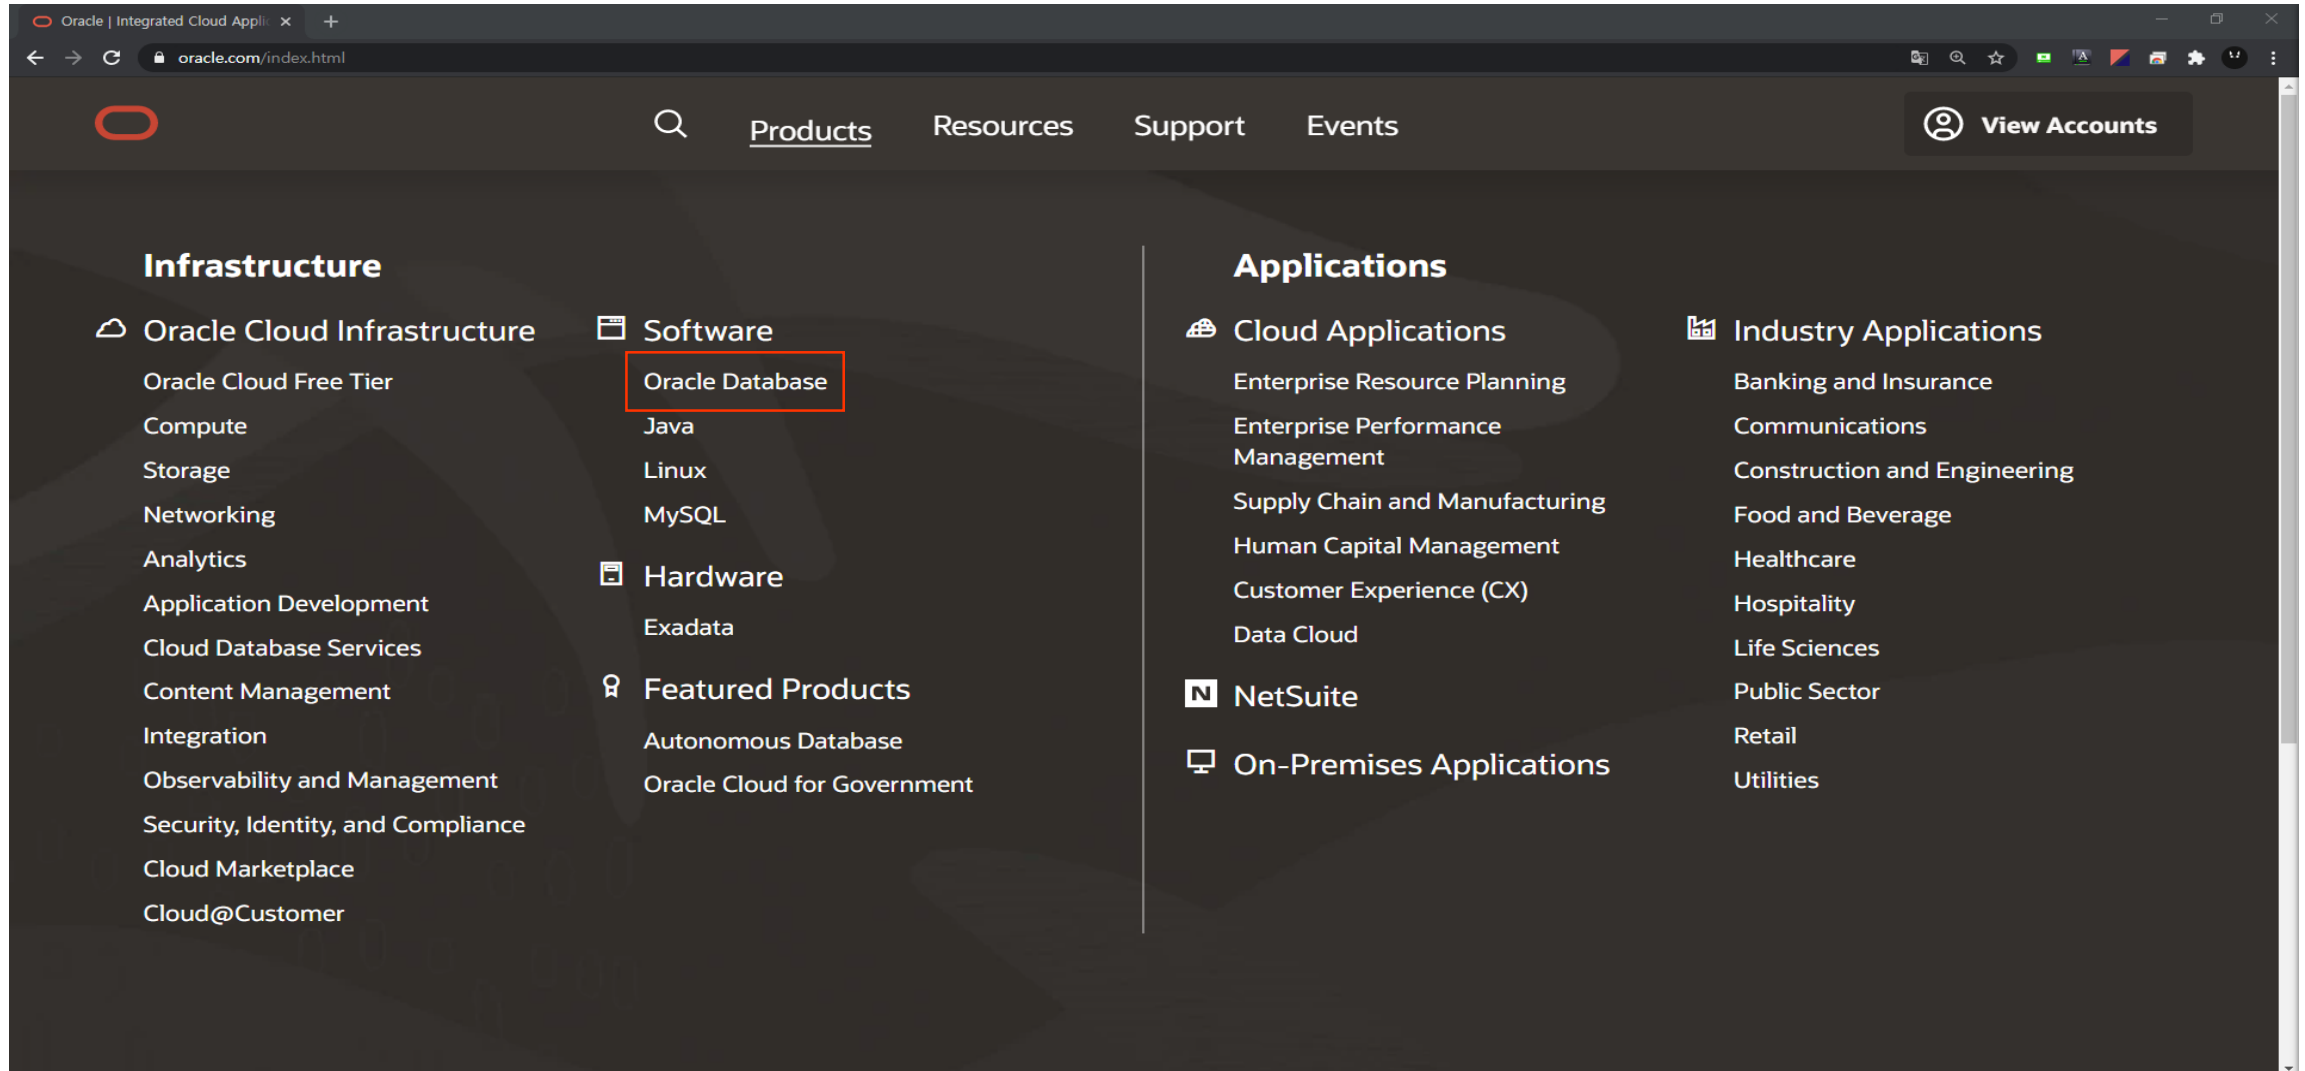 Oracle | Integrated Cloud Applic
oracle.com/index.html
Products
Resources
Support
Events
View Accounts
Infrastructure
Oracle Cloud Infrastructure
Oracle Cloud Free Tier
Compute
Storage
Networking
Analytics
Application Development
Cloud Database Services
Content Management
Integration
Observability and Management
Security, Identity, and Compliance
Cloud Marketplace
Cloud@Customer
Software
Oracle Database
Java
Linux
MySQL
Hardware
Exadata
Featured Products
Autonomous Database
Oracle Cloud for Government
Applications
Cloud Applications
Enterprise Resource Planning
Enterprise Performance
Management
Supply Chain and Manufacturing
Human Capital Management
Customer Experience (CX)
Data Cloud
N NetSuite
On-Premises Applications
Industry Applications
Banking and Insurance
Communications
Construction and Engineering
Food and Beverage
Healthcare
Hospitality
Life Sciences
Public Sector
Retail
Utilities